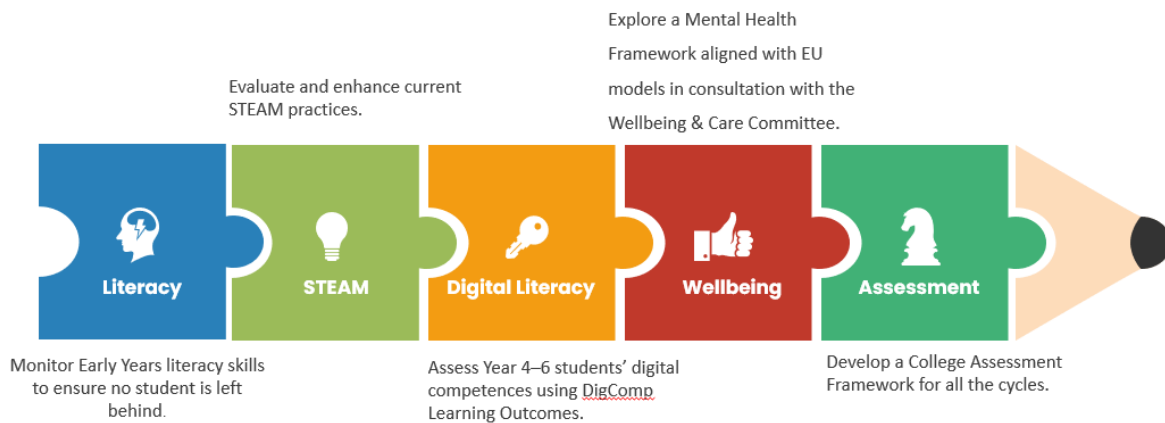 Explore a Mental Health
Framework aligned with EU
models in consultation with the
Wellbeing & Care Committee.
Evaluate and enhance current
STEAM practices.
Literacy
STEAM
Digital Literacy
Wellbeing
Assessment
Monitor Early Years literacy skills
to ensure no student is left
behind.
Assess Year 4–6 students’ digital
competences using DigComp
Learning Outcomes.
Develop a College Assessment
Framework for all the cycles.